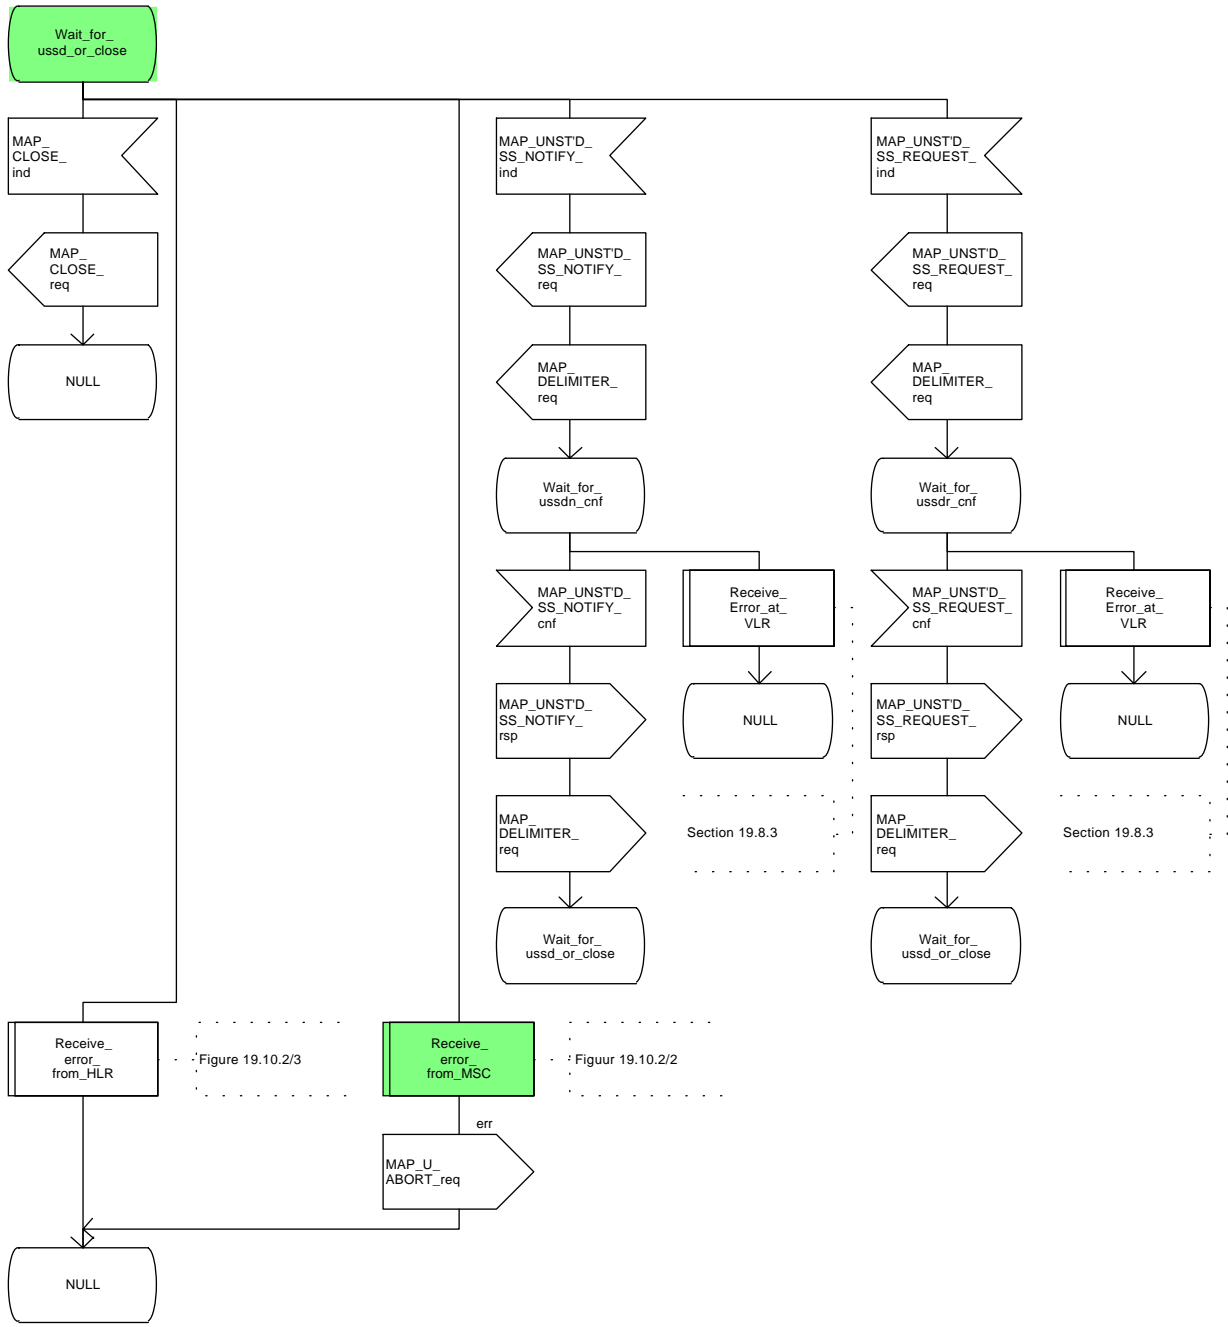 Wait_for_
ussd_or_close
MAP_
CLOSE_
ind
MAP_UNST'D_
SS_NOTIFY_
ind
MAP_UNST'D_
SS_REQUEST_
ind
MAP_
CLOSE_
req
MAP_UNST'D_
SS_NOTIFY_
req
MAP_UNST'D_
SS_REQUEST_
req
NULL
MAP_
DELIMITER_
req
MAP_
DELIMITER_
req
Wait_for_
ussdn_cnf
Wait_for_
ussdr_cnf
MAP_UNST'D_
SS_NOTIFY_
cnf
Receive_
Error_at_
VLR
MAP_UNST'D_
SS_REQUEST_
cnf
Receive_
Error_at_
VLR
MAP_UNST'D_
SS_NOTIFY_
rsp
NULL
MAP_UNST'D_
SS_REQUEST_
rsp
NULL
MAP_
DELIMITER_
req
Section 19.8.3
MAP_
DELIMITER_
req
Section 19.8.3
Wait_for_
ussd_or_close
Wait_for_
ussd_or_close
Receive_
error_
from_HLR
Figure 19.10.2/3
Receive_
error_
from_MSC
Figuur 19.10.2/2
err
MAP_U_
ABORT_req
NULL